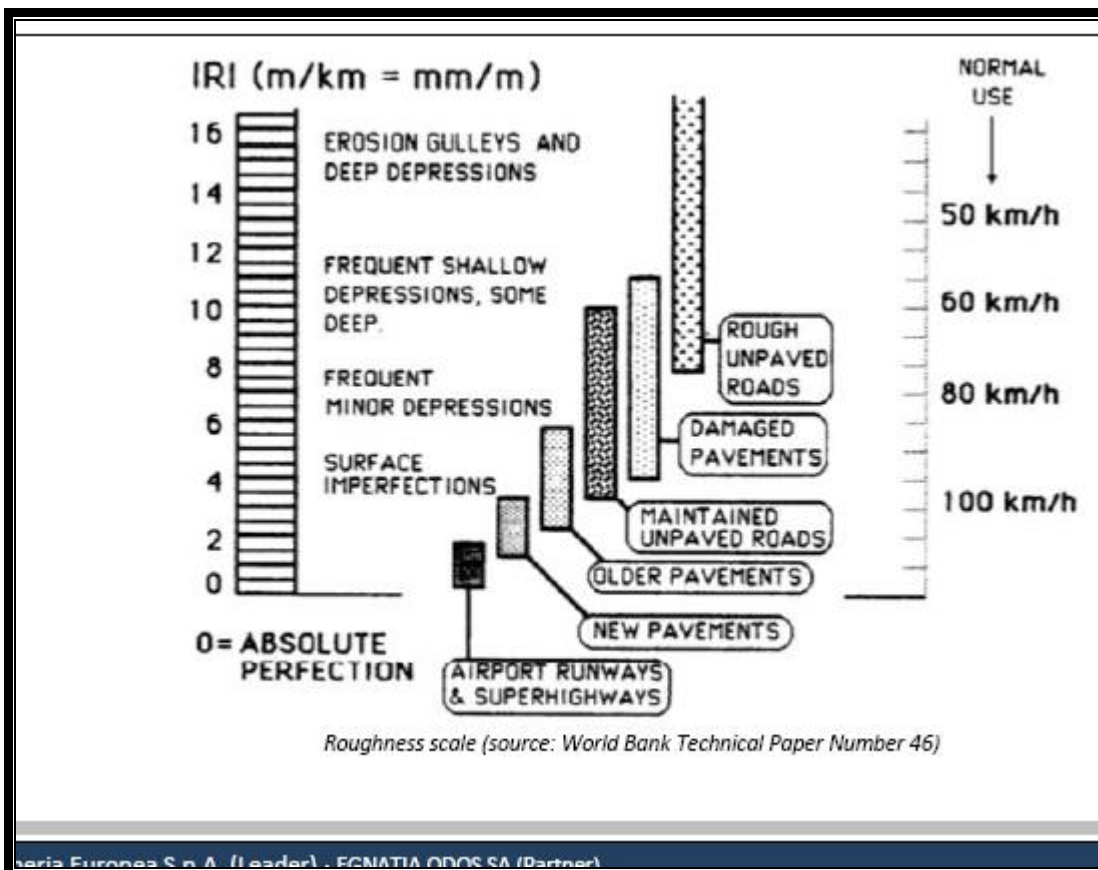 IRI (m/km = mm/m)
NORMAL
USE
16
14
12
10
8
6
4
2
0
EROSION GULLEYS AND
DEEP DEPRESSIONS
FREQUENT SHALLOW
DEPRESSIONS, SOME
DEEP.
FREQUENT
MINOR DEPRESSIONS
SURFACE
IMPERFECTIONS
50 km/h
60 km/h
80 km/h
100 km/h
ROUGH
UNPAVED
ROADS
DAMAGED
PAVEMENTS
MAINTAINED
UNPAVED ROADS
OLDER PAVEMENTS
NEW PAVEMENTS
AIRPORT RUNWAYS
& SUPERHIGHWAYS
0= ABSOLUTE
PERFECTION
Roughness scale (source: World Bank Technical Paper Number 46)
Europea S.p.A. (Leader) - EGNATIA ODOS SA (Partner)